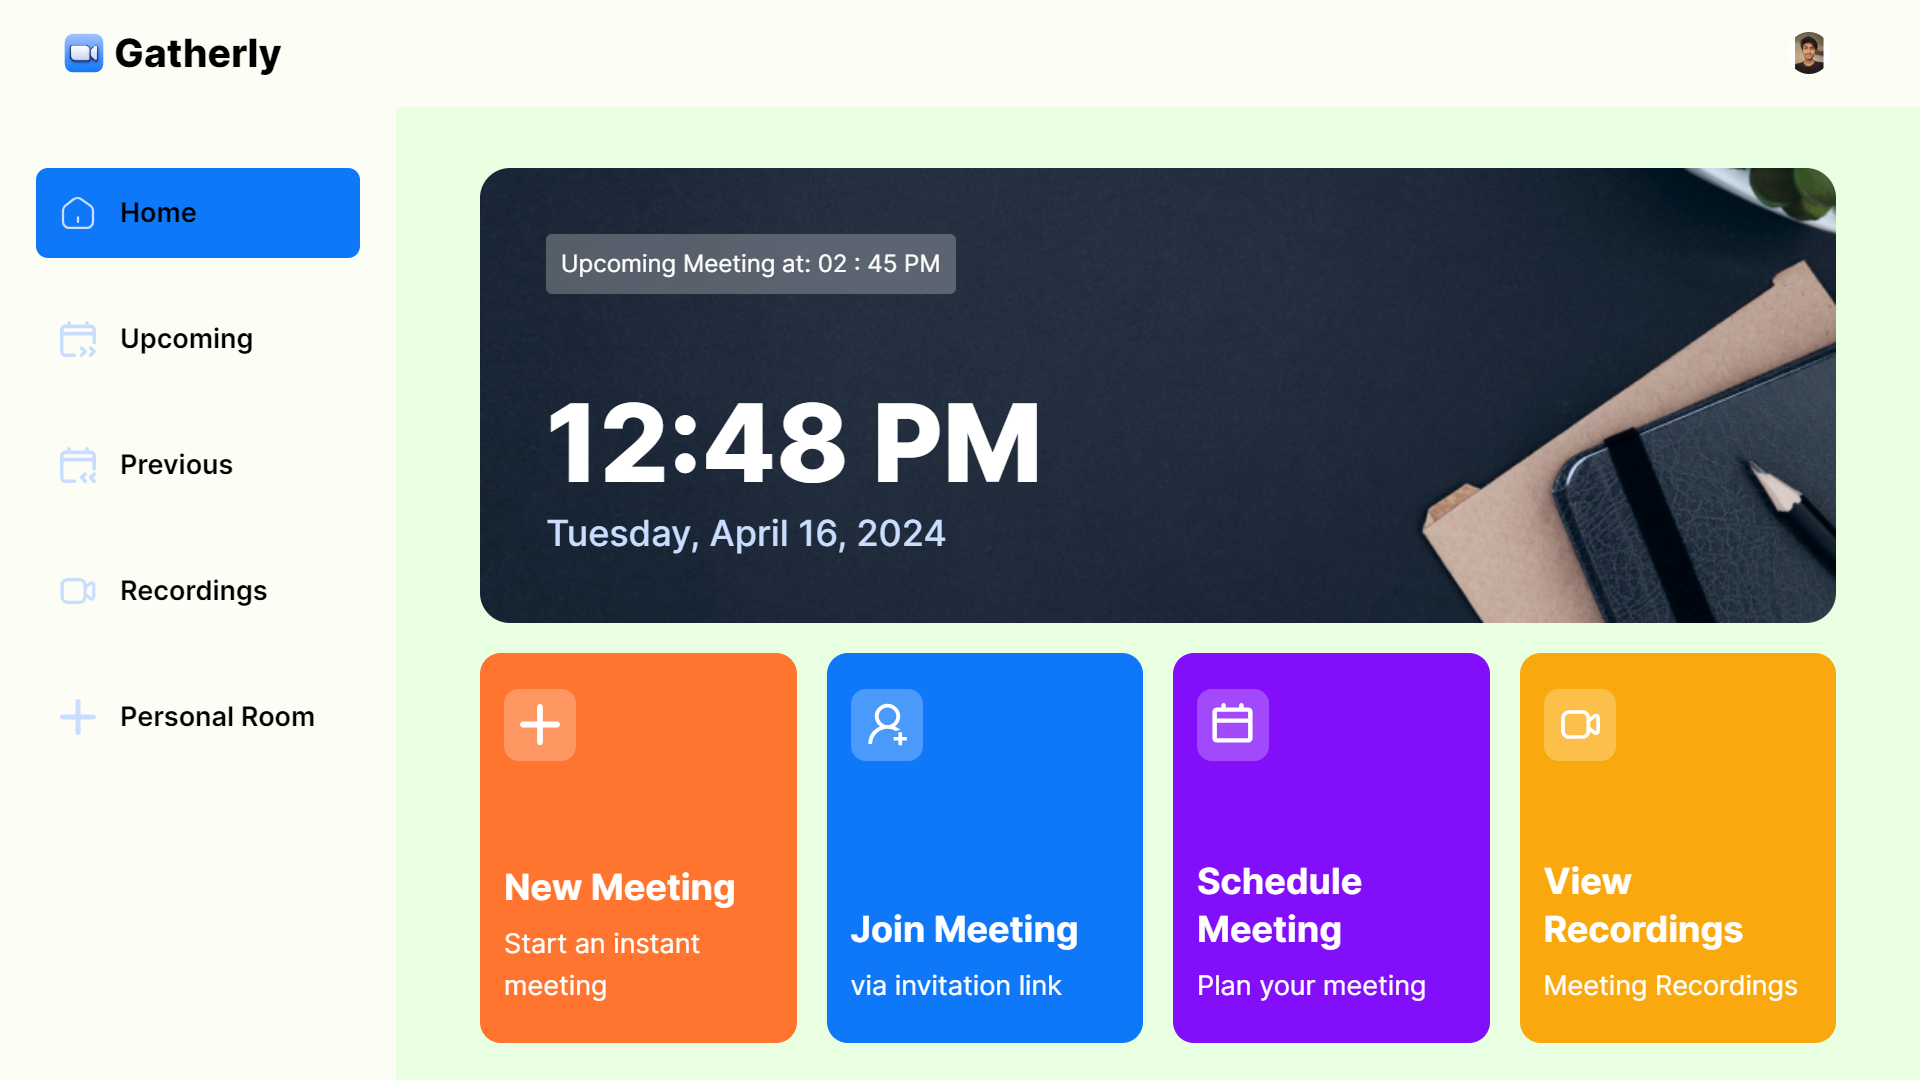 Gatherly
Home
Upcoming
Previous
Recordings
Personal Room
Upcoming Meeting at: 02 : 45 PM
12:48 PM
Tuesday, April 16, 2024
New Meeting
Start an instant
meeting
Join Meeting
via invitation link
Schedule
Meeting
Plan your meeting
View
Recordings
Meeting Recordings